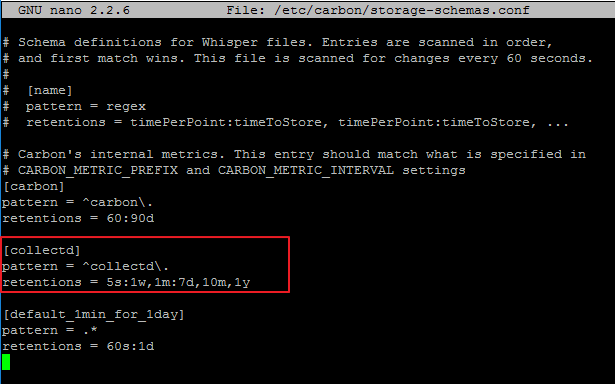 GNU nano 2.2.6 File: /etc/carbon/storage-schemas.conf
# Schema definitions for Whisper files. Entries are scanned in order,
# and first match wins. This file is scanned for changes every 60 seconds.
#
#  [name]
#  pattern = regex
#  retentions = timePerPoint:timeToStore, timePerPoint:timeToStore, ...
# Carbon's internal metrics. This entry should match what is specified in
# CARBON_METRIC_PREFIX and CARBON_METRIC_INTERVAL settings
[carbon]
pattern = ^carbon\.
retentions = 60:90d
[collectd]
pattern = ^collectd\.
retentions = 5s:1w,1m:7d,10m,1y
[default_1min_for_1day]
pattern = .*
retentions = 60s:1d